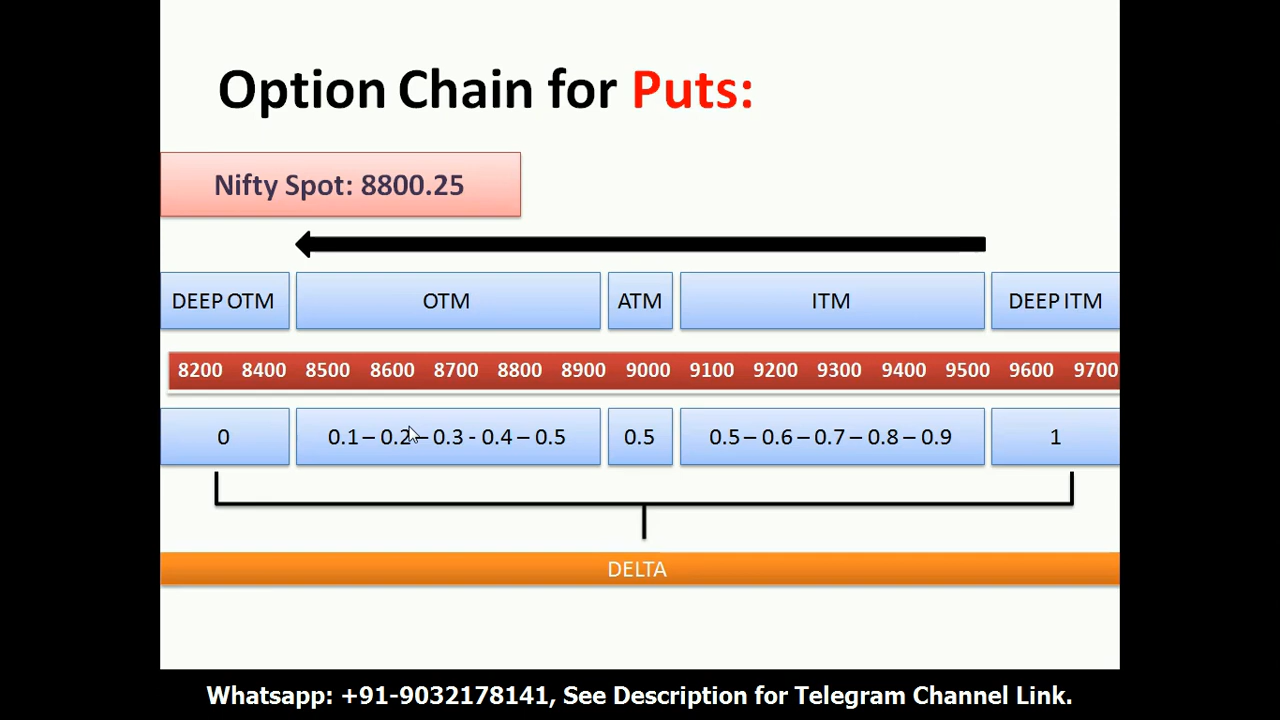 Option Chain for Puts:
Nifty Spot: 8800.25
DEEP OTM OTM ATM ITM DEEP ITM
8200 8400 8500 8600 8700 8800 8900 9000 9100 9200 9300 9400 9500 9600 9700
0 0.1 – 0.2 – 0.3 - 0.4 – 0.5 0.5 0.5 – 0.6 – 0.7 – 0.8 – 0.9 1
DELTA
Whatsapp: +91-9032178141, See Description for Telegram Channel Link.